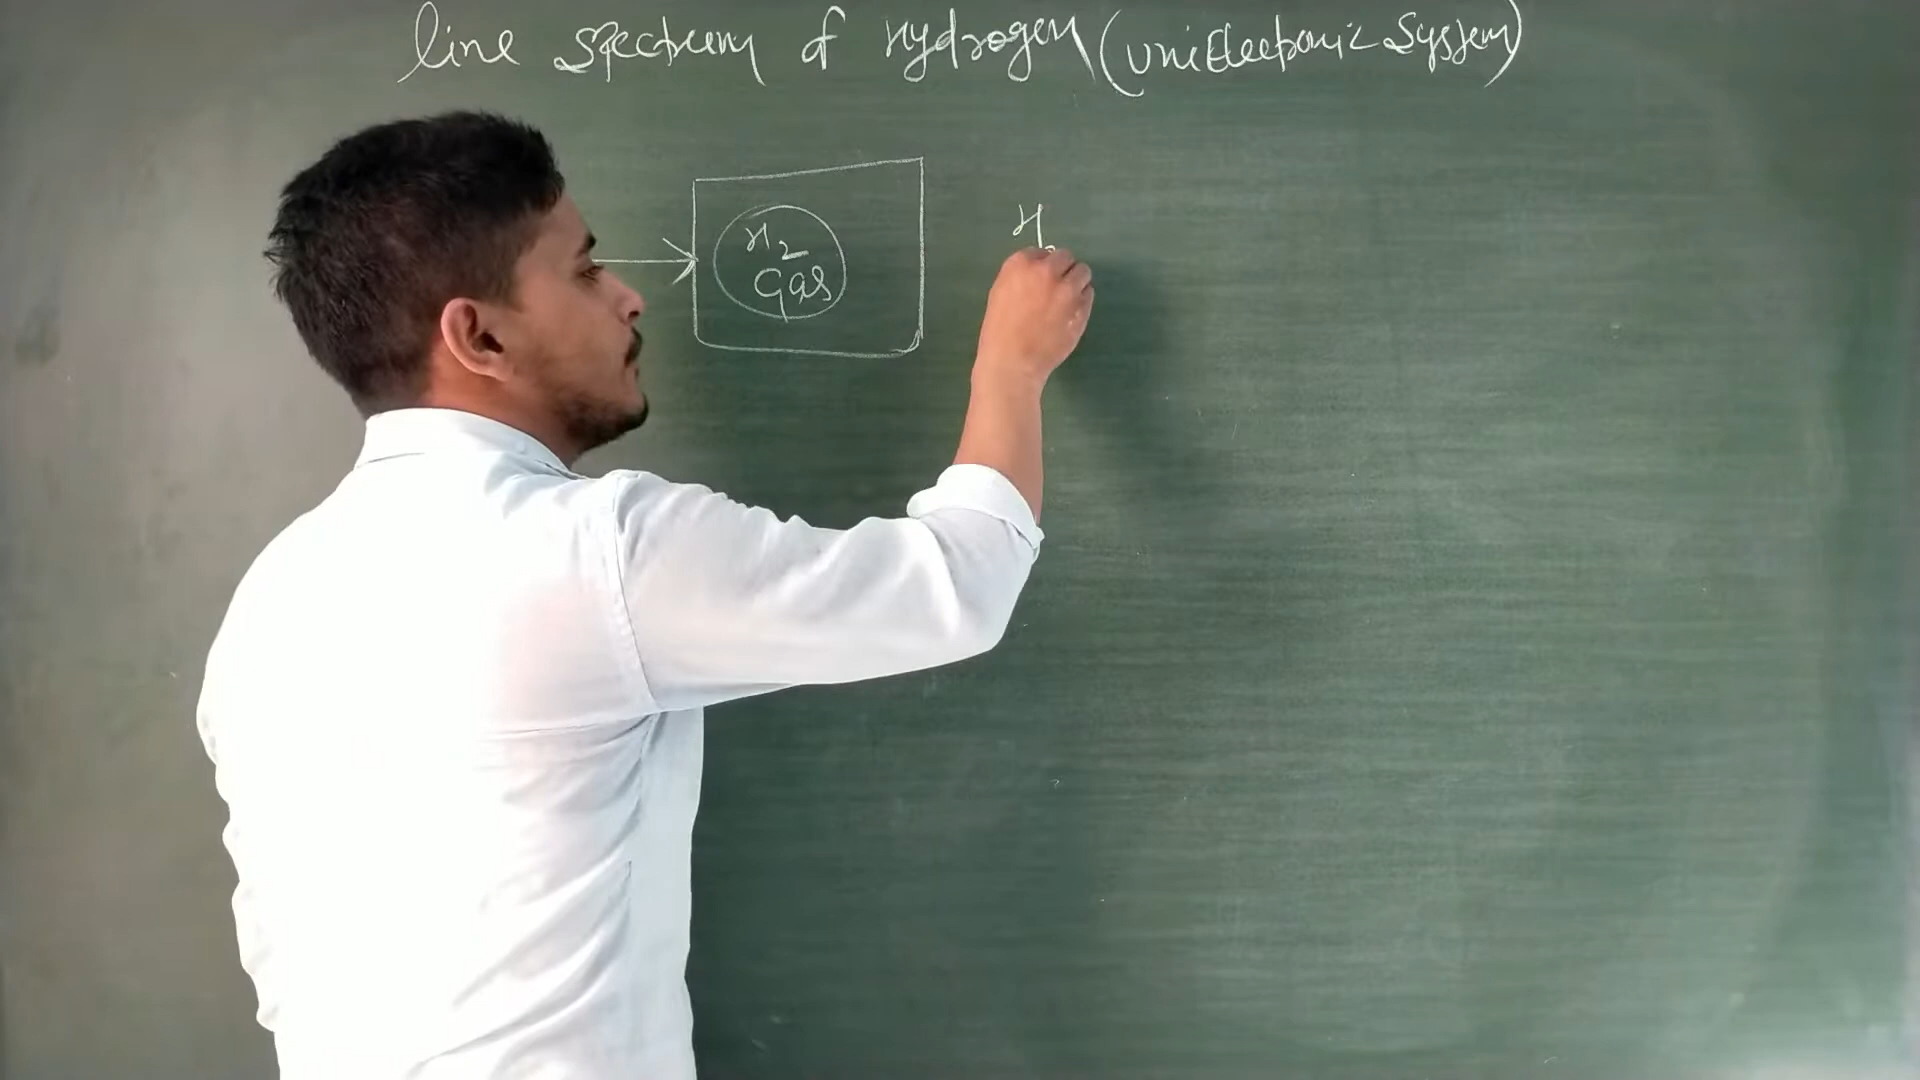 line spectrum of Hydrogen (uniElectronic System)
H2
Gas
H